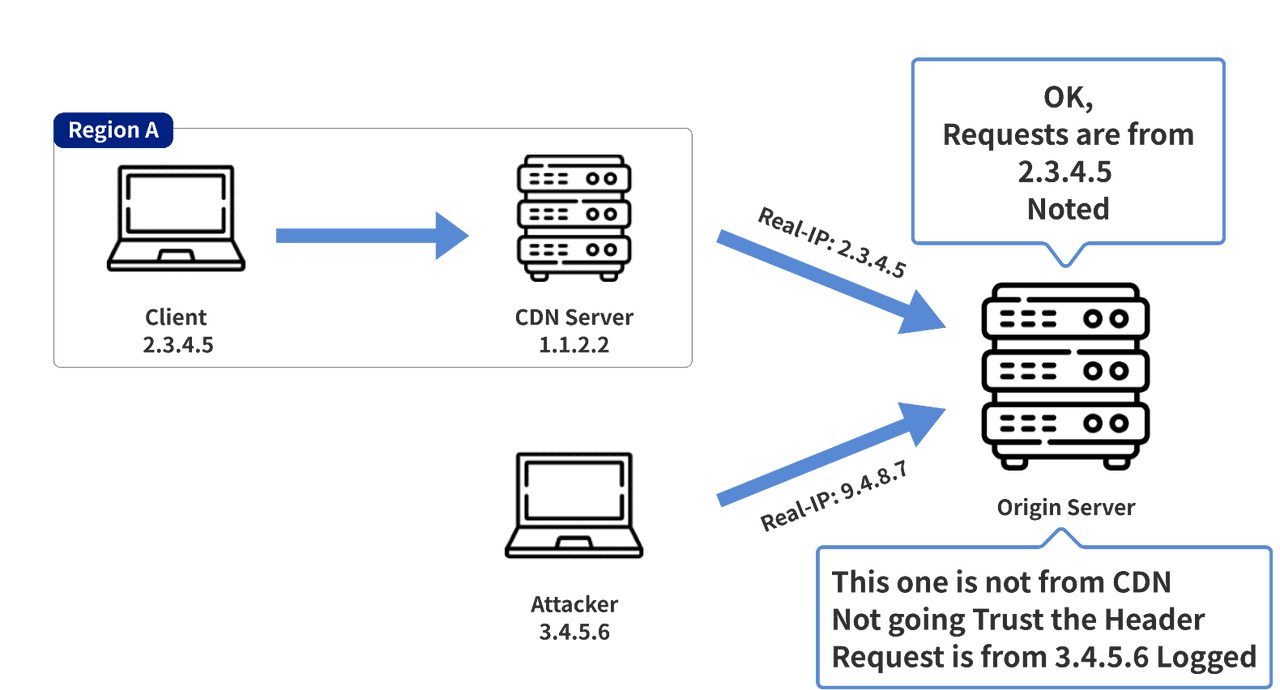 Region A
Client
2.3.4.5
CDN Server
1.1.2.2
Real-IP: 2.3.4.5
OK,
Requests are from
2.3.4.5
Noted
Attacker
3.4.5.6
Real-IP: 9.4.8.7
Origin Server
This one is not from CDN
Not going Trust the Header
Request is from 3.4.5.6 Logged